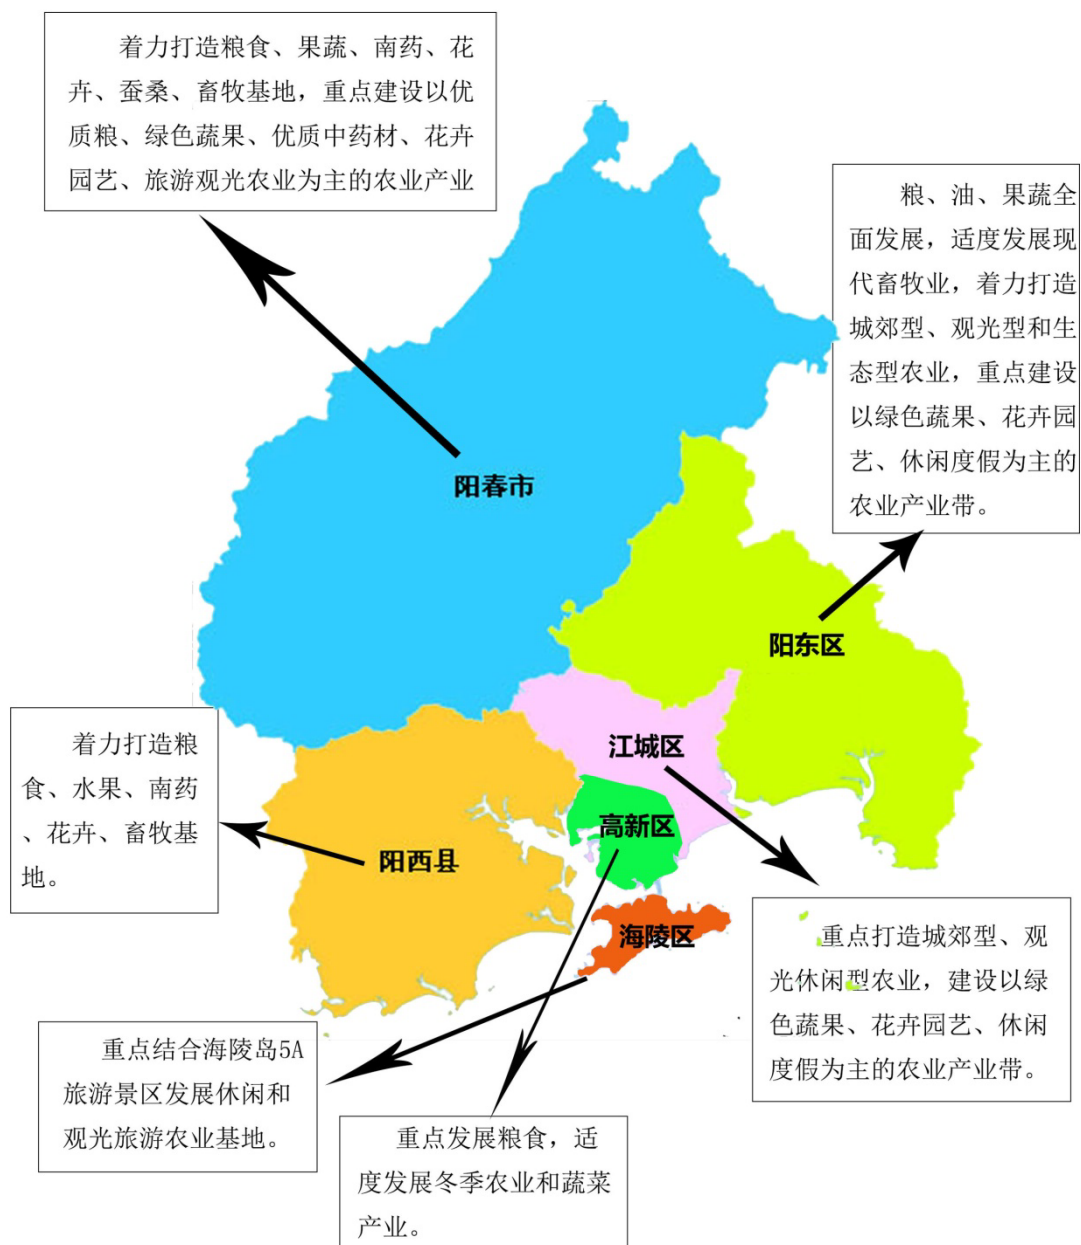 着力打造粮食、果蔬、南药、花
卉、蚕桑、畜牧基地，重点建设以优
质粮、绿色蔬果、优质中药材、花卉
园艺、旅游观光农业为主的农业产业
粮、油、果蔬全
面发展，适度发展现
代畜牧业，着力打造
城郊型、观光型和生
态型农业，重点建设
以绿色蔬果、花卉园
艺、休闲度假为主的
农业产业带。
阳春市
阳东区
江城区
高新区
阳西县
海陵区
着力打造粮
食、水果、南药
、花卉、畜牧基
地。
重点打造城郊型、观
光休闲型农业，建设以绿
色蔬果、花卉园艺、休闲
度假为主的农业产业带。
重点结合海陵岛5A
旅游景区发展休闲和
观光旅游农业基地。
重点发展粮食，适
度发展冬季农业和蔬菜
产业。